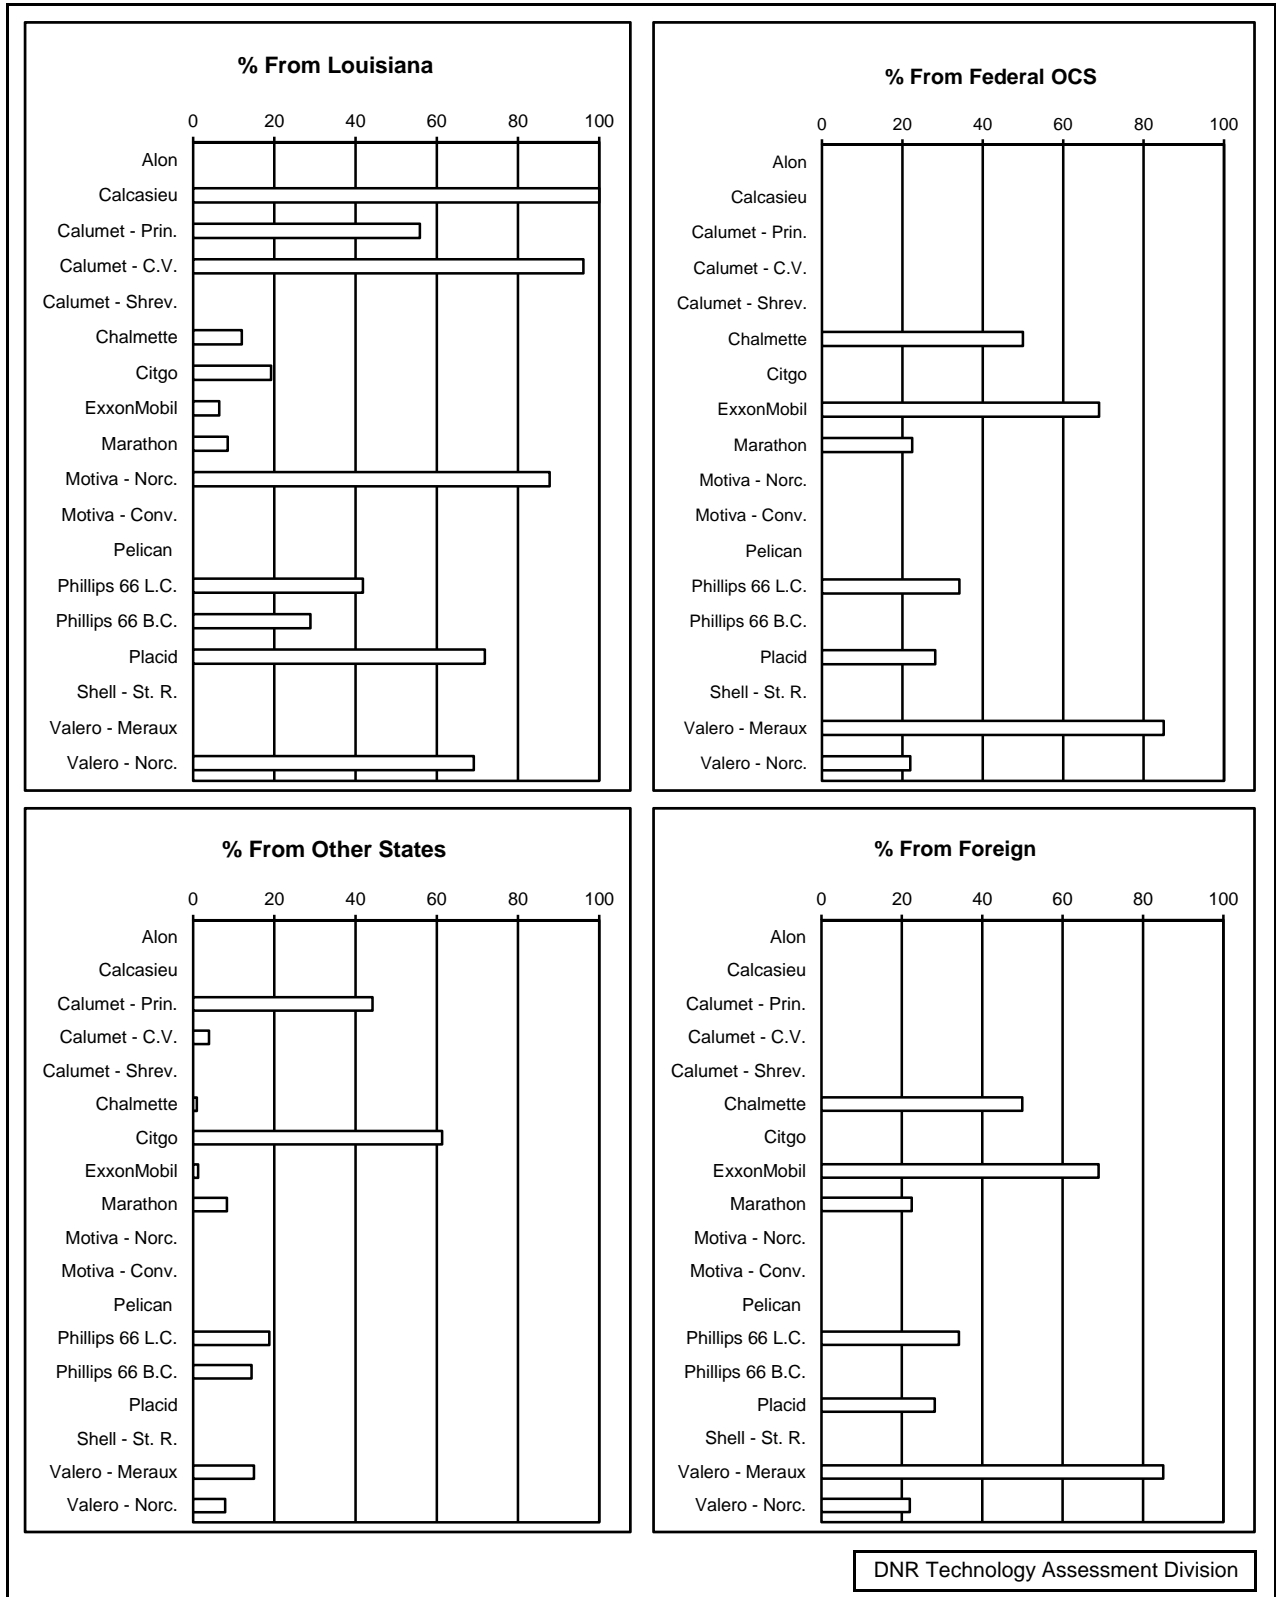 % From Louisiana
0 20 40 60 80 100
Alon
Calcasieu
Calumet - Prin.
Calumet - C.V.
Calumet - Shrev.
Chalmette
Citgo
ExxonMobil
Marathon
Motiva - Norc.
Motiva - Conv.
Pelican
Phillips 66 L.C.
Phillips 66 B.C.
Placid
Shell - St. R.
Valero - Meraux
Valero - Norc.
% From Federal OCS
0 20 40 60 80 100
Alon
Calcasieu
Calumet - Prin.
Calumet - C.V.
Calumet - Shrev.
Chalmette
Citgo
ExxonMobil
Marathon
Motiva - Norc.
Motiva - Conv.
Pelican
Phillips 66 L.C.
Phillips 66 B.C.
Placid
Shell - St. R.
Valero - Meraux
Valero - Norc.
% From Other States
0 20 40 60 80 100
Alon
Calcasieu
Calumet - Prin.
Calumet - C.V.
Calumet - Shrev.
Chalmette
Citgo
ExxonMobil
Marathon
Motiva - Norc.
Motiva - Conv.
Pelican
Phillips 66 L.C.
Phillips 66 B.C.
Placid
Shell - St. R.
Valero - Meraux
Valero - Norc.
% From Foreign
0 20 40 60 80 100
Alon
Calcasieu
Calumet - Prin.
Calumet - C.V.
Calumet - Shrev.
Chalmette
Citgo
ExxonMobil
Marathon
Motiva - Norc.
Motiva - Conv.
Pelican
Phillips 66 L.C.
Phillips 66 B.C.
Placid
Shell - St. R.
Valero - Meraux
Valero - Norc.
DNR Technology Assessment Division